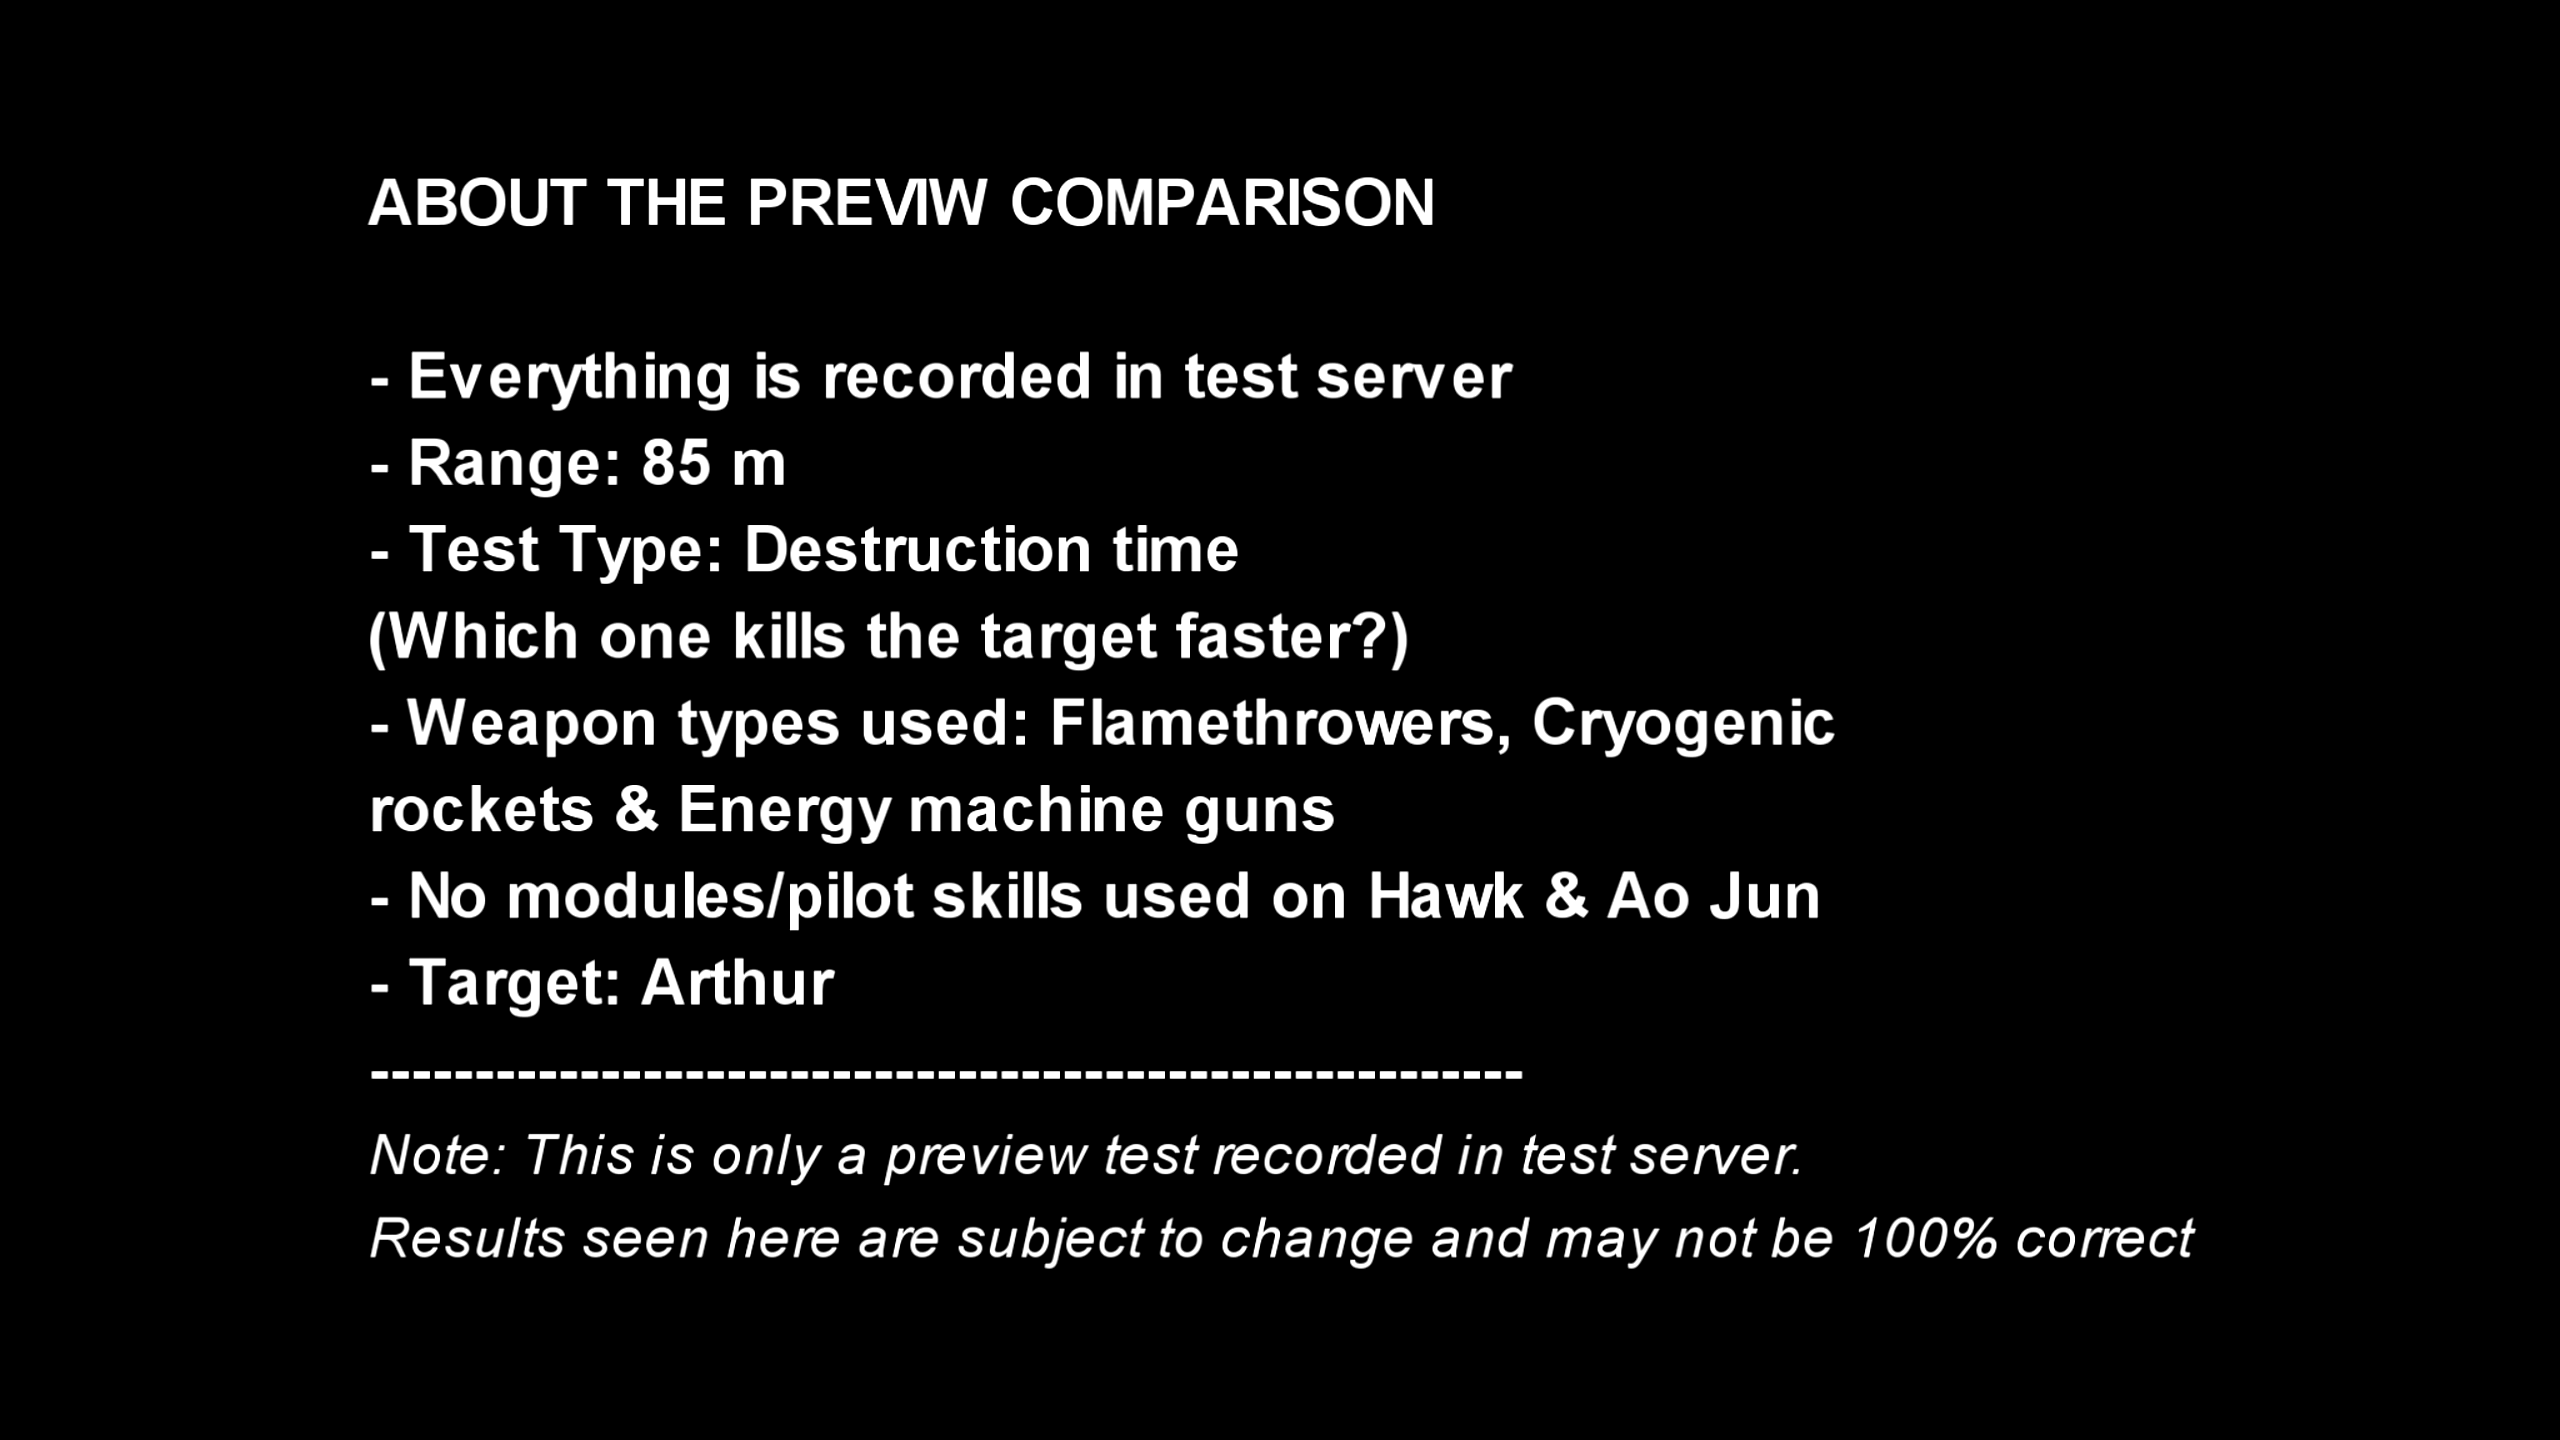 ABOUT THE PREVIW COMPARISON
- Everything is recorded in test server
- Range: 85 m
- Test Type: Destruction time
(Which one kills the target faster?)
- Weapon types used: Flamethrowers, Cryogenic
rockets & Energy machine guns
- No modules/pilot skills used on Hawk & Ao Jun
- Target: Arthur
-------------------------------------------------------
Note: This is only a preview test recorded in test server.
Results seen here are subject to change and may not be 100% correct